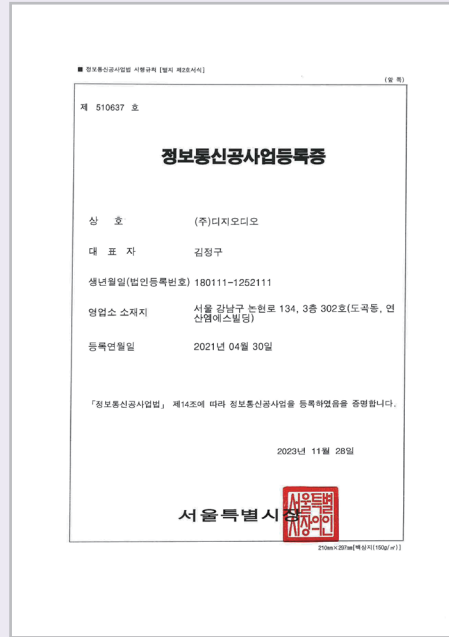 ■ 정보통신공사업법 시행규칙 [별지 제2호서식]
(앞 쪽)
제 510637 호
정보통신공사업등록증
상 호 (주)디지오디오
대 표 자 김정구
생년월일(법인등록번호) 180111-1252111
영업소 소재지 서울 강남구 논현로 134, 3층 302호(도곡동, 연
산엠에스빌딩)
등록연월일 2021년 04월 30일
「정보통신공사업법」 제14조에 따라 정보통신공사업을 등록하였음을 증명합니다.
2023년 11월 28일
서울특별시장
서울특별
시장의인
210㎜×297㎜[백상지(150g/㎡)]